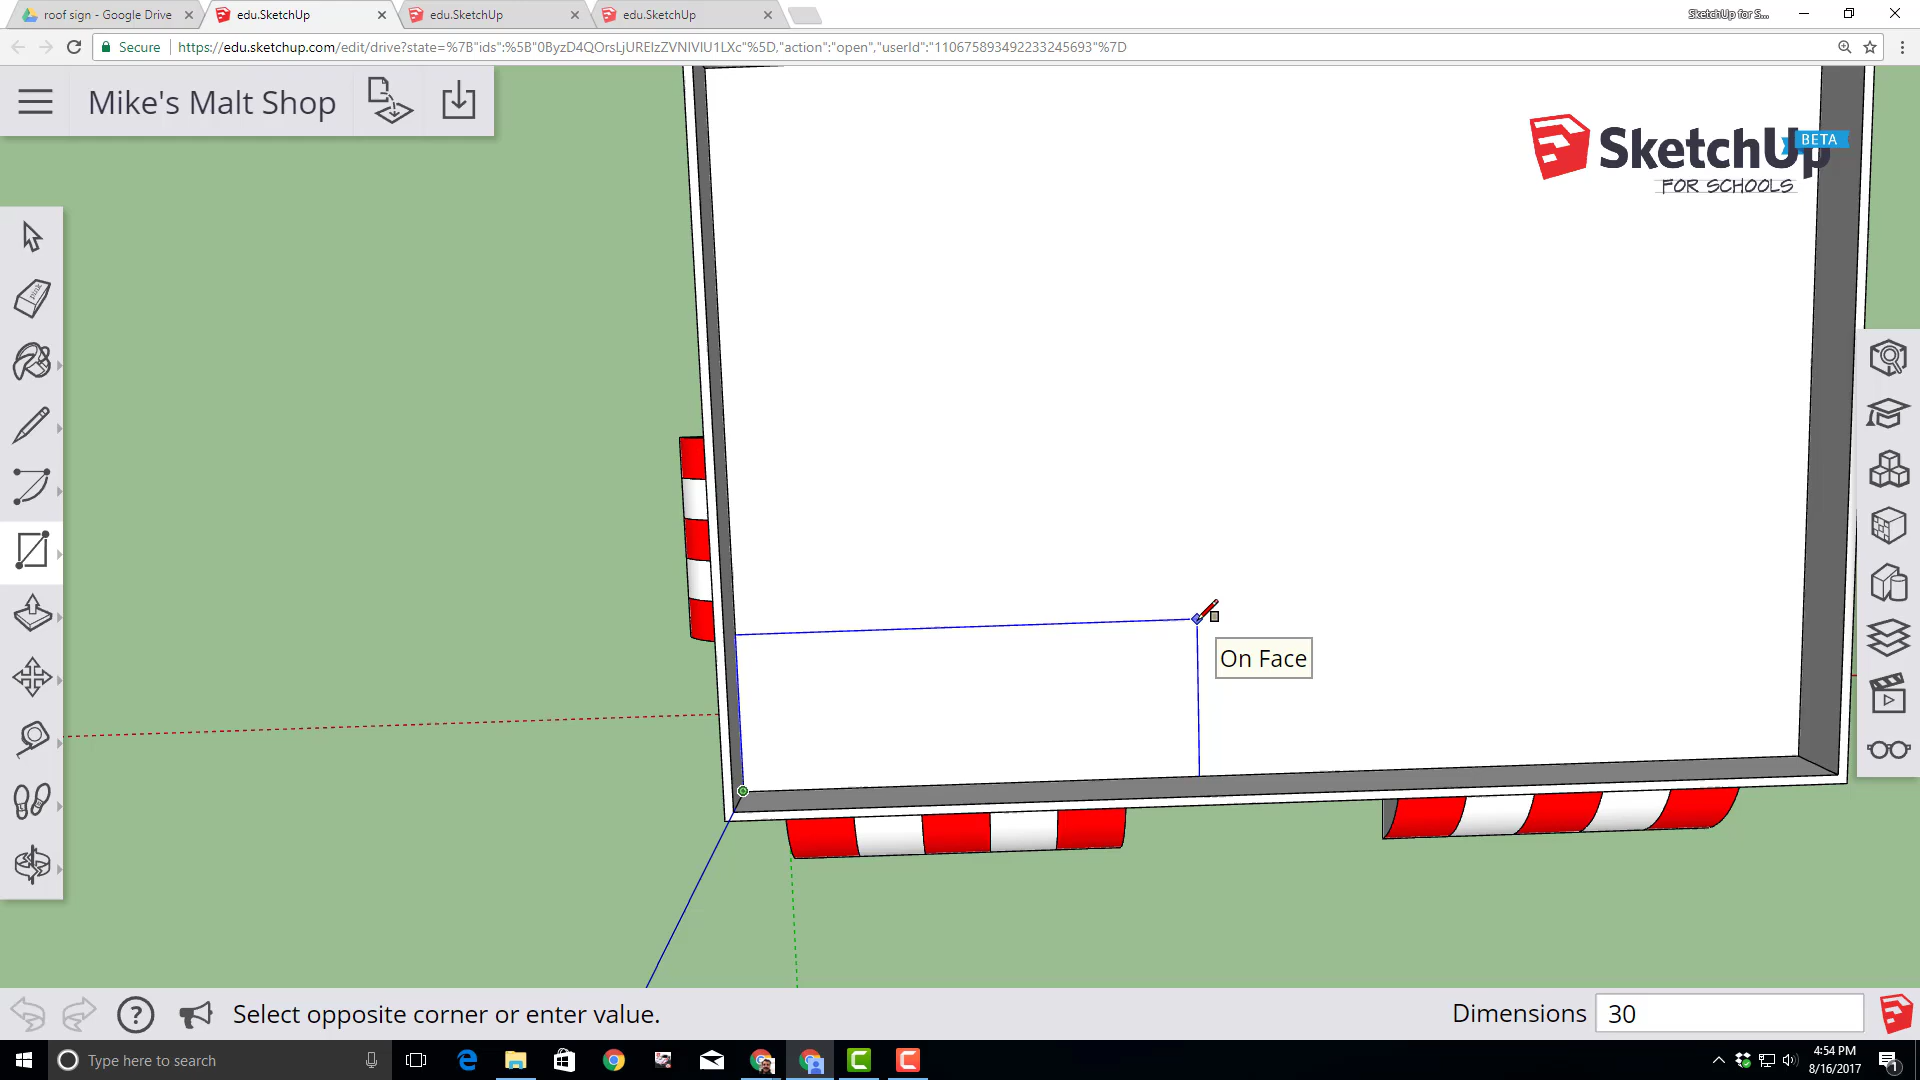 roof sign - Google Drive
edu.SketchUp
edu.SketchUp
edu.SketchUp
SketchUp for S...
Secure
https://edu.sketchup.com/edit/drive?state=%7B"ids":%5B"0ByzD4QOrsLjUREIzZVNIVlU1LXc"%5D,"action":"open","userId":"110675893492233245693"%7D
Mike's Malt Shop
SketchUp
BETA
FOR SCHOOLS
On Face
Select opposite corner or enter value.
Dimensions
30
Type here to search
4:54 PM
8/16/2017